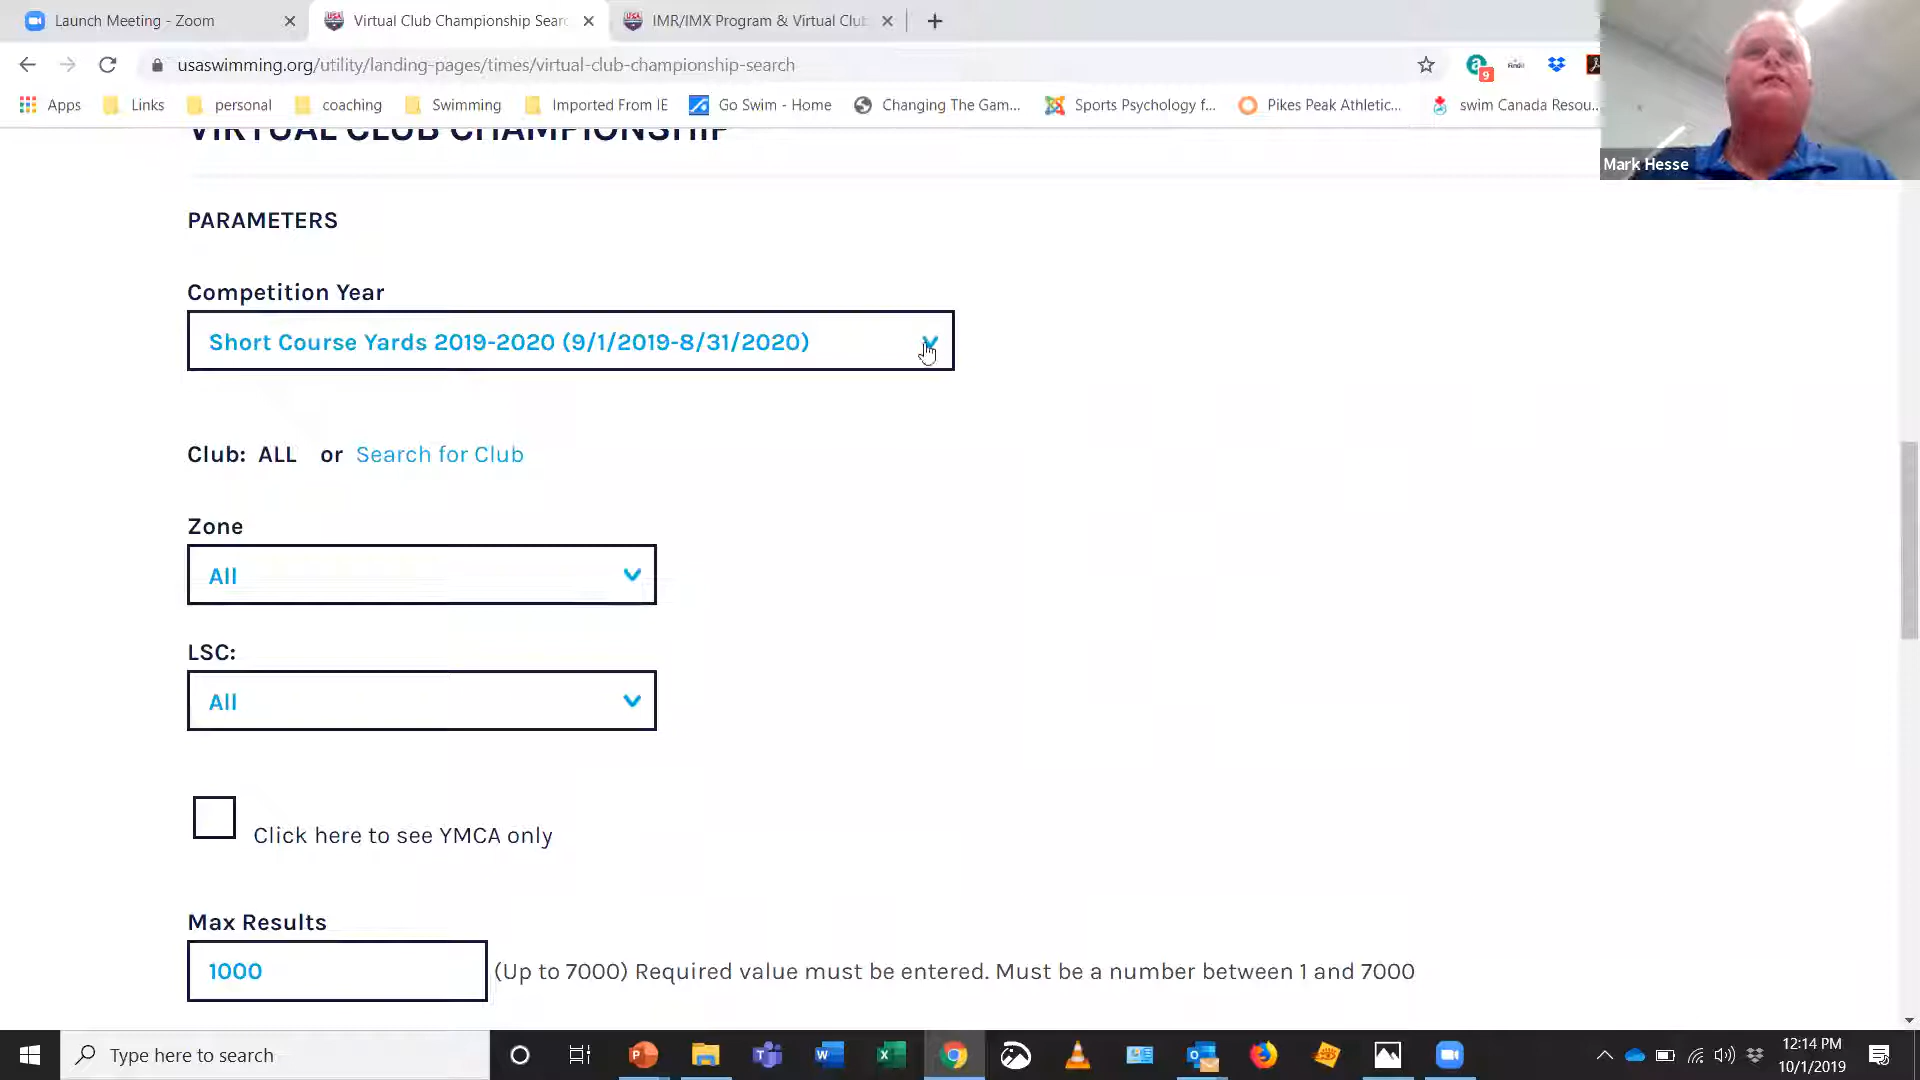 Launch Meeting - Zoom
Virtual Club Championship Sear
IMR/IMX Program & Virtual Clu
usaswimming.org/utility/landing-pages/times/virtual-club-championship-search
9
Apps
Links
personal
coaching
Swimming
Imported From IE
Go Swim - Home
Changing The Gam...
Sports Psychology f...
Pikes Peak Athletic...
swim Canada Resou...
Mark Hesse
VIRTUAL CLUB CHAMPIONSHIP
PARAMETERS
Competition Year
Short Course Yards 2019-2020 (9/1/2019-8/31/2020)
Club: ALL or Search for Club
Zone
All
LSC:
All
Click here to see YMCA only
Max Results
1000
(Up to 7000) Required value must be entered. Must be a number between 1 and 7000
Type here to search
12:14 PM
10/1/2019